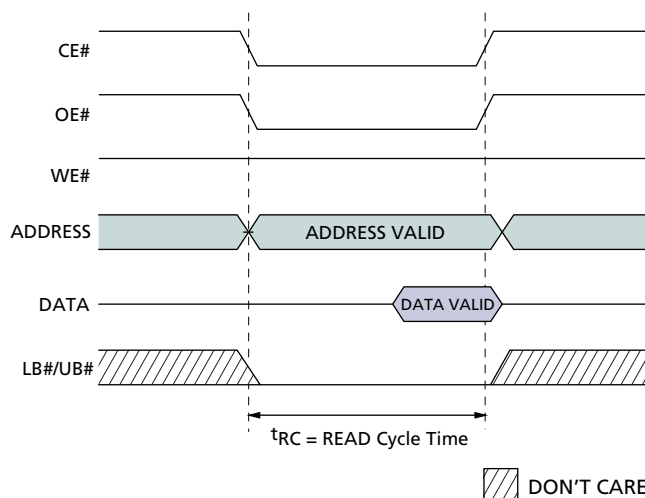 CE#
OE#
WE#
ADDRESS
ADDRESS VALID
DATA
DATA VALID
LB#/UB#
tRC = READ Cycle Time
DON'T CARE